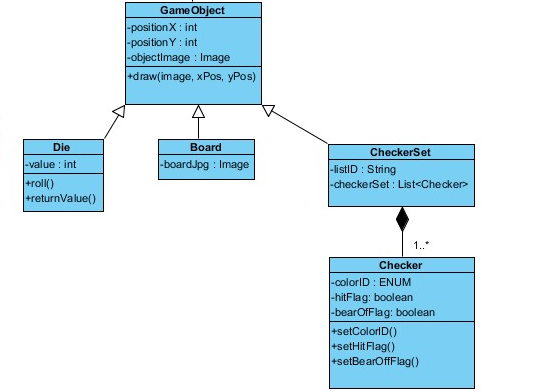 GameObject
-positionX : int
-positionY : int
-objectImage : Image
+draw(image, xPos, yPos)
Die
-value : int
+roll()
+returnValue()
Board
-boardJpg : Image
CheckerSet
-listID : String
-checkerSet : List<Checker>
1..*
Checker
-colorID : ENUM
-hitFlag: boolean
-bearOfFlag: boolean
+setColorID()
+setHitFlag()
+setBearOffFlag()